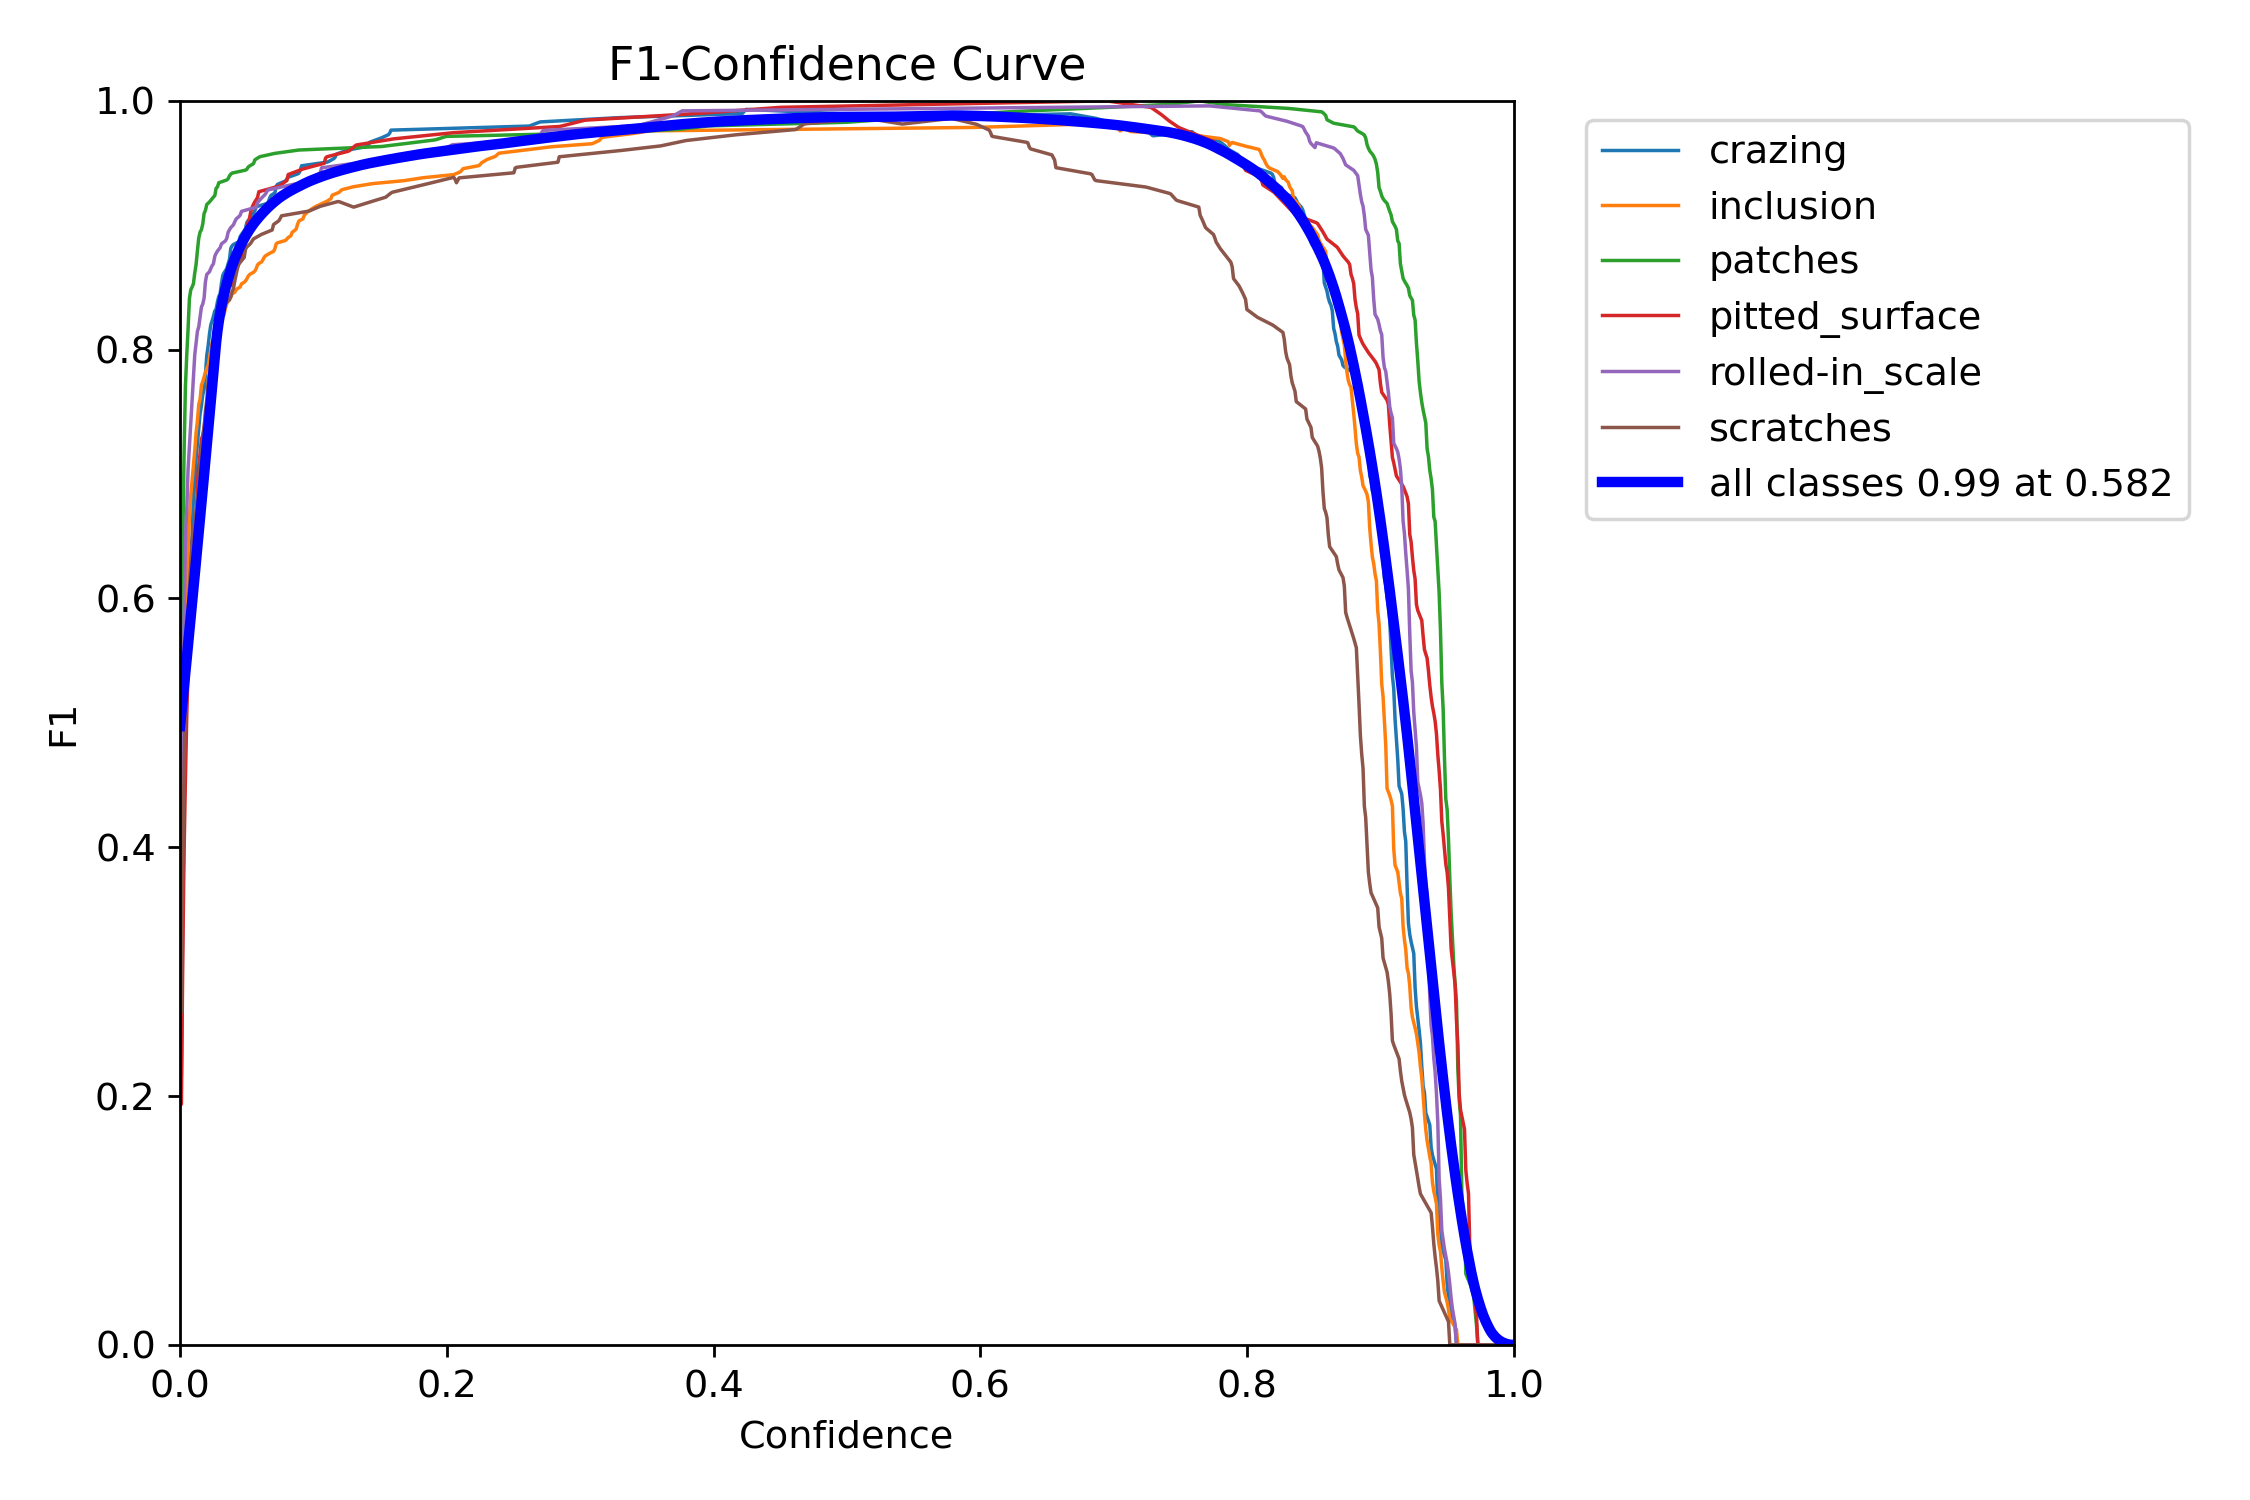 F1-Confidence Curve
1.0
0.8
0.6
0.4
0.2
0.0
F1
0.0 0.2 0.4 0.6 0.8 1.0
Confidence
crazing
inclusion
patches
pitted_surface
rolled-in_scale
scratches
all classes 0.99 at 0.582